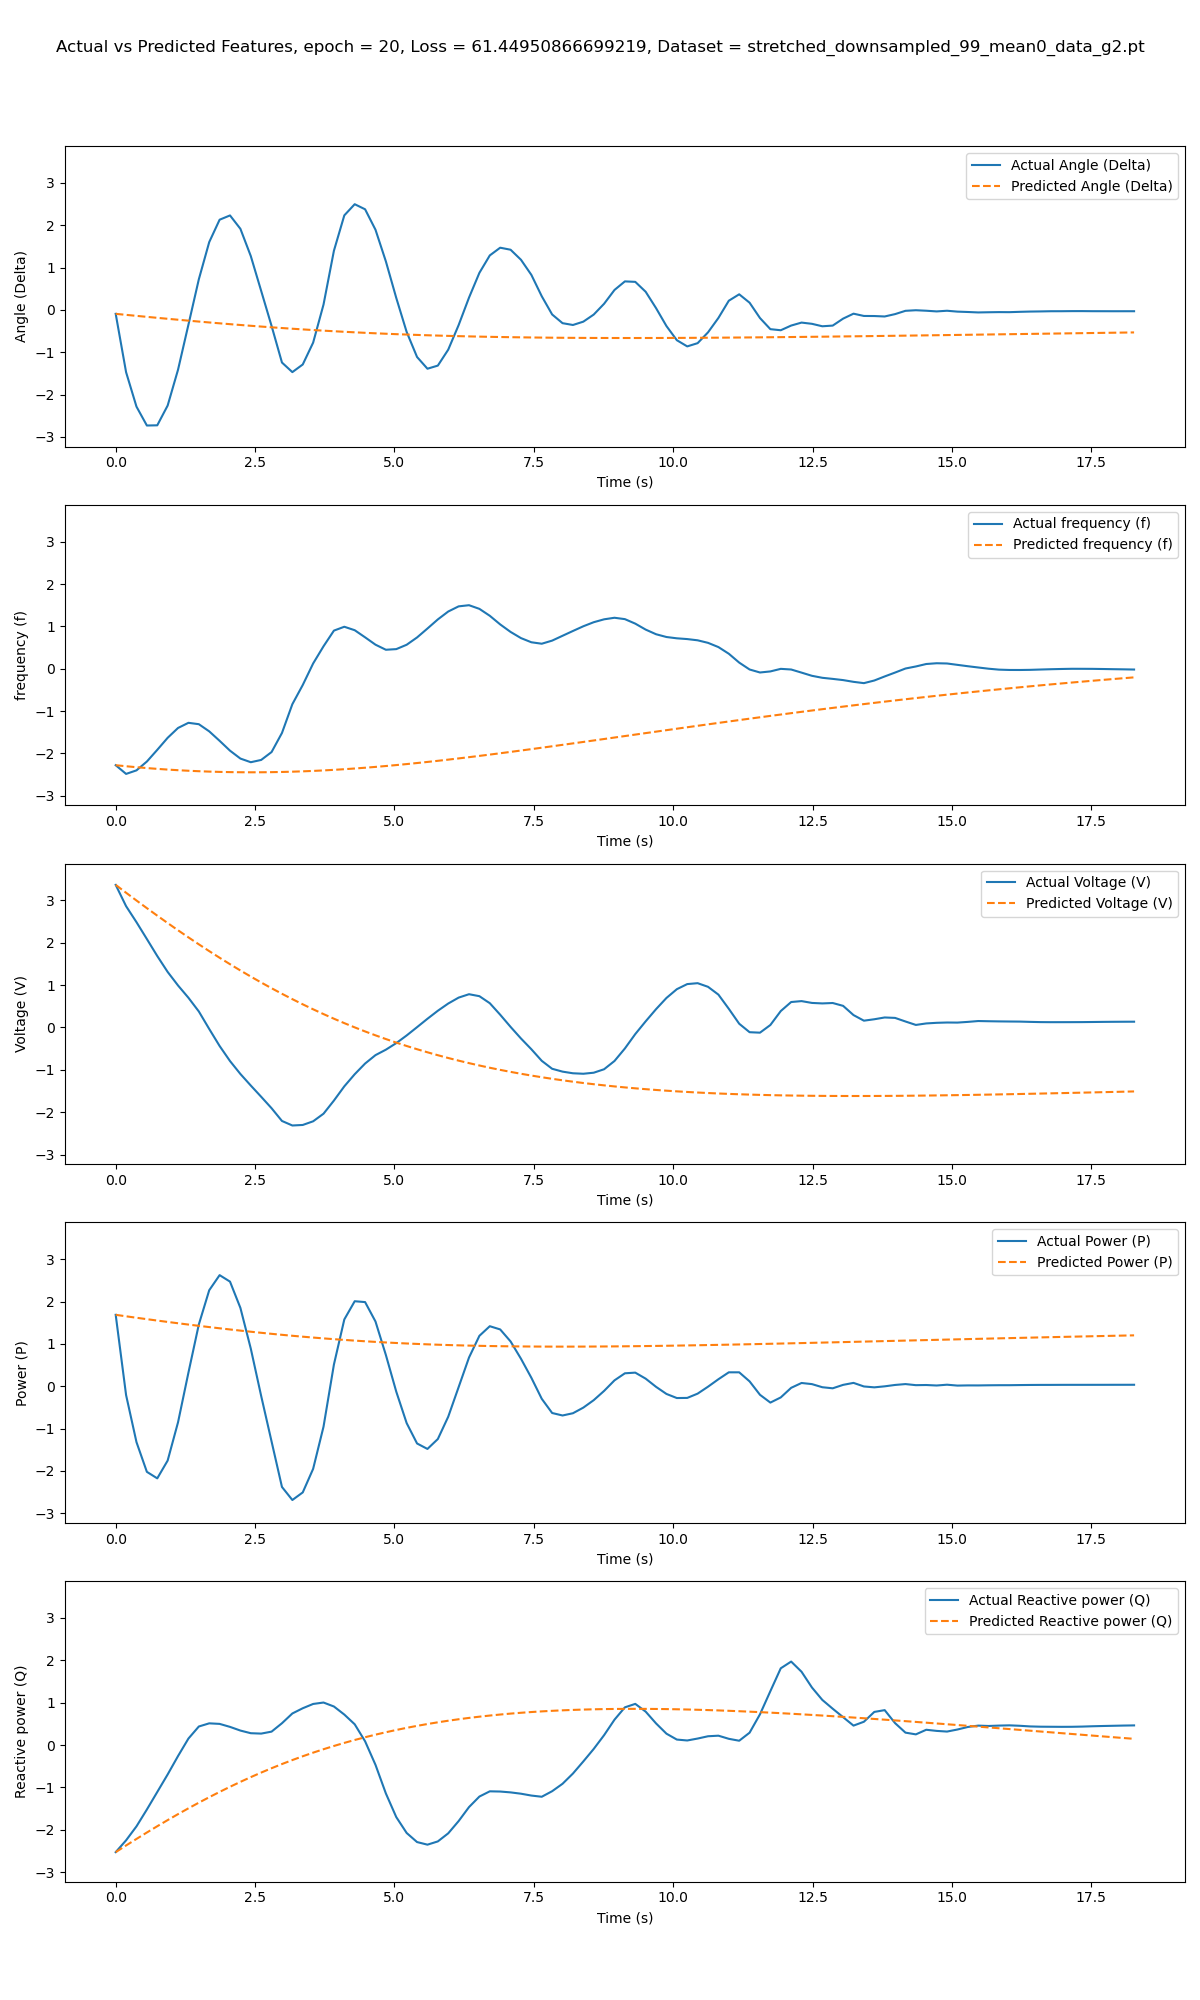 Actual vs Predicted Features, epoch = 20, Loss = 61.44950866699219, Dataset = stretched_downsampled_99_mean0_data_g2.pt
Actual Angle (Delta)
Predicted Angle (Delta)
Angle (Delta)
3
2
1
0
−1
−2
−3
0.0 2.5 5.0 7.5 10.0 12.5 15.0 17.5
Time (s)
Actual frequency (f)
Predicted frequency (f)
frequency (f)
3
2
1
0
−1
−2
−3
0.0 2.5 5.0 7.5 10.0 12.5 15.0 17.5
Time (s)
Actual Voltage (V)
Predicted Voltage (V)
Voltage (V)
3
2
1
0
−1
−2
−3
0.0 2.5 5.0 7.5 10.0 12.5 15.0 17.5
Time (s)
Actual Power (P)
Predicted Power (P)
Power (P)
3
2
1
0
−1
−2
−3
0.0 2.5 5.0 7.5 10.0 12.5 15.0 17.5
Time (s)
Actual Reactive power (Q)
Predicted Reactive power (Q)
Reactive power (Q)
3
2
1
0
−1
−2
−3
0.0 2.5 5.0 7.5 10.0 12.5 15.0 17.5
Time (s)